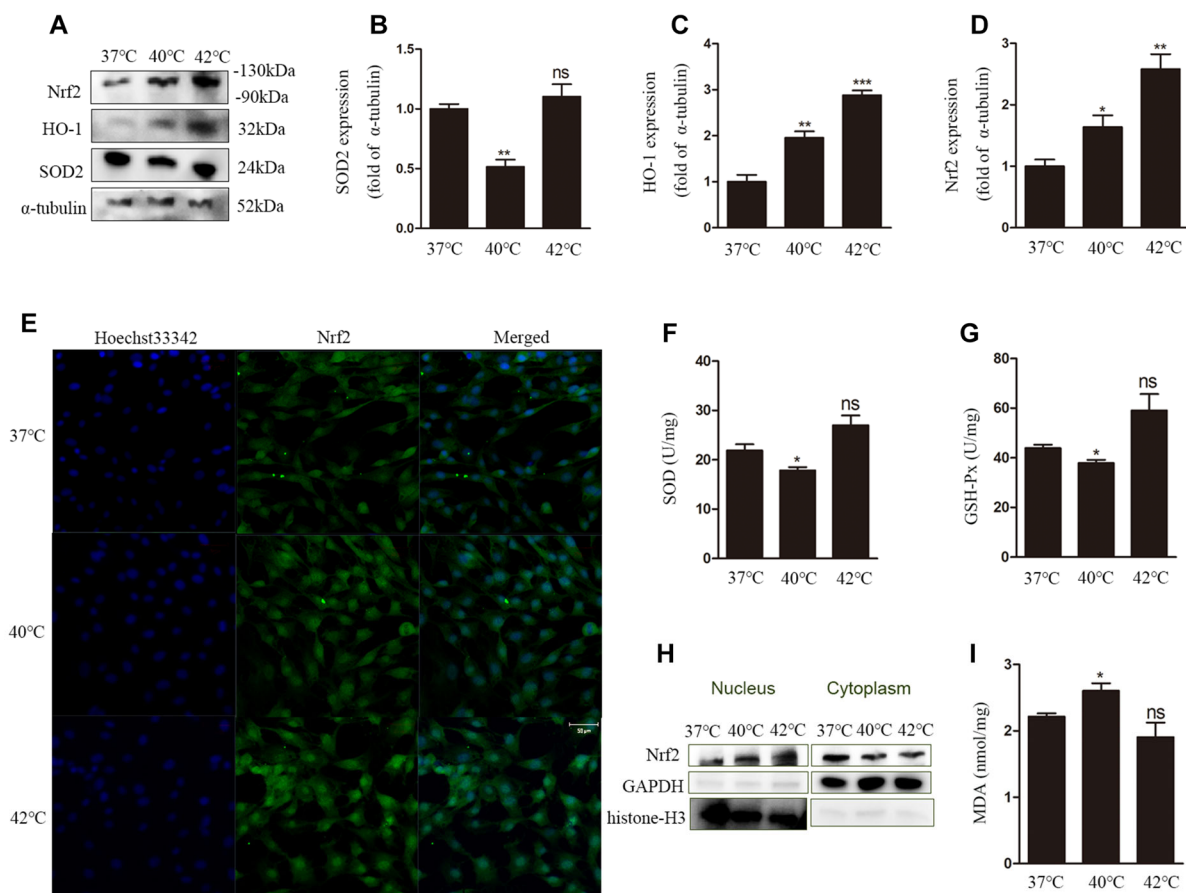 A
37℃ 40℃ 42℃
Nrf2
-130kDa
-90kDa
HO-1
32kDa
SOD2
24kDa
α-tubulin
52kDa
B
SOD2 expression
(fold of α-tubulin)
1.5
1.0
0.5
0.0
**
ns
37℃ 40℃ 42℃
C
HO-1 expression
(fold of α-tubulin)
4
3
2
1
0
**
***
37℃ 40℃ 42℃
D
Nrf2 expression
(fold of α-tubulin)
3
2
1
0
*
**
37℃ 40℃ 42℃
E
Hoechst33342 Nrf2 Merged
37℃
40℃
42℃
50 μm
F
SOD (U/mg)
40
30
20
10
0
*
ns
37℃ 40℃ 42℃
G
GSH-Px (U/mg)
80
60
40
20
0
*
ns
37℃ 40℃ 42℃
H
Nucleus Cytoplasm
37℃ 40℃ 42℃ 37℃ 40℃ 42℃
Nrf2
GAPDH
histone-H3
I
MDA (nmol/mg)
3
2
1
0
*
ns
37℃ 40℃ 42℃